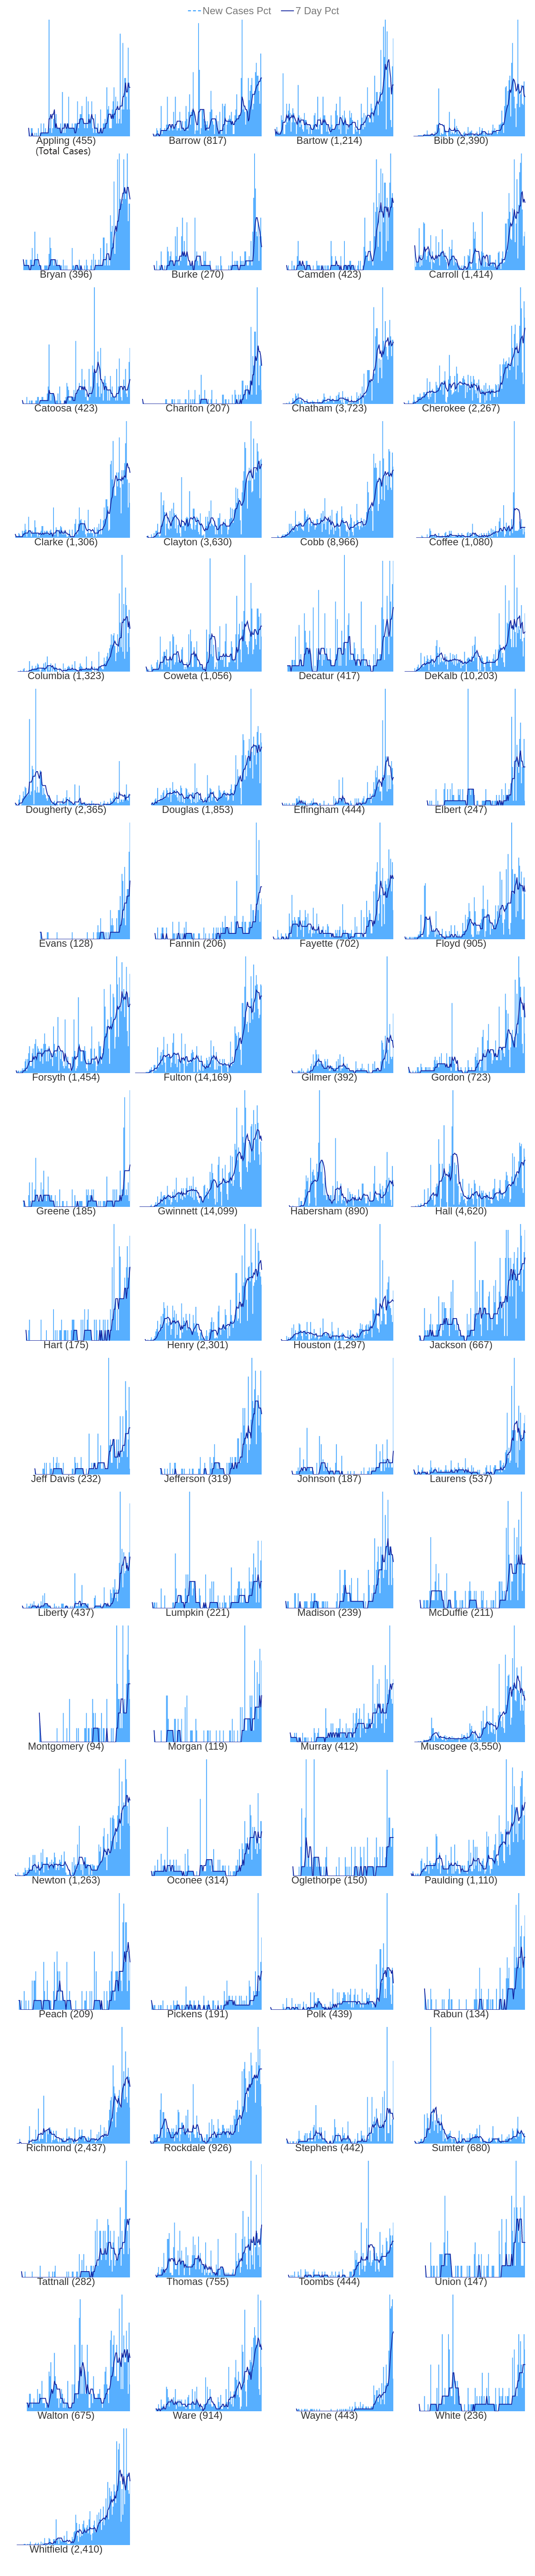 New Cases Pct 7 Day Pct
Appling (455) Barrow (817) Bartow (1,214) Bibb (2,390)
(Total Cases)
Bryan (396) Burke (270) Camden (423) Carroll (1,414)
Catoosa (423) Charlton (207) Chatham (3,723) Cherokee (2,267)
Clarke (1,306) Clayton (3,630) Cobb (8,966) Coffee (1,080)
Columbia (1,323) Coweta (1,056) Decatur (417) DeKalb (10,203)
Dougherty (2,365) Douglas (1,853) Effingham (444) Elbert (247)
Evans (128) Fannin (206) Fayette (702) Floyd (905)
Forsyth (1,454) Fulton (14,169) Gilmer (392) Gordon (723)
Greene (185) Gwinnett (14,099) Habersham (890) Hall (4,620)
Hart (175) Henry (2,301) Houston (1,297) Jackson (667)
Jeff Davis (232) Jefferson (319) Johnson (187) Laurens (537)
Liberty (437) Lumpkin (221) Madison (239) McDuffie (211)
Montgomery (94) Morgan (119) Murray (412) Muscogee (3,550)
Newton (1,263) Oconee (314) Oglethorpe (150) Paulding (1,110)
Peach (209) Pickens (191) Polk (439) Rabun (134)
Richmond (2,437) Rockdale (926) Stephens (442) Sumter (680)
Tattnall (282) Thomas (755) Toombs (444) Union (147)
Walton (675) Ware (914) Wayne (443) White (236)
Whitfield (2,410)